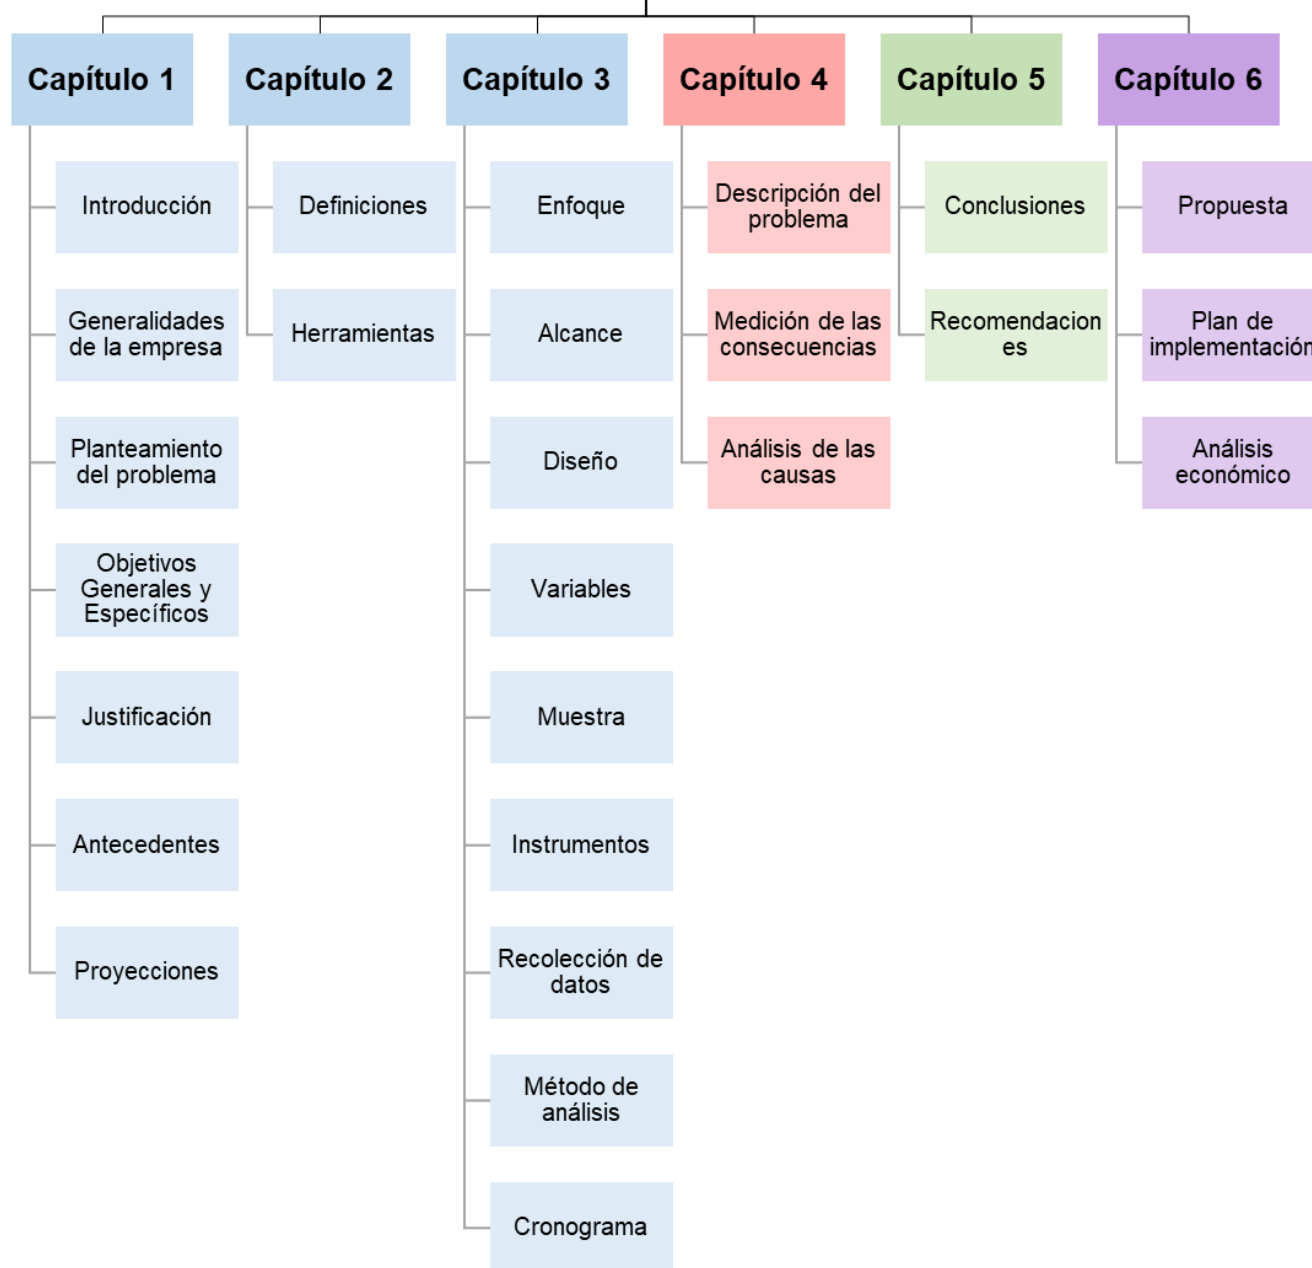 Capítulo 1
Capítulo 2
Capítulo 3
Capítulo 4
Capítulo 5
Capítulo 6
Introducción
Generalidades
de la empresa
Planteamiento
del problema
Objetivos
Generales y
Específicos
Justificación
Antecedentes
Proyecciones
Definiciones
Herramientas
Enfoque
Alcance
Diseño
Variables
Muestra
Instrumentos
Recolección de
datos
Método de
análisis
Cronograma
Descripción del
problema
Medición de las
consecuencias
Análisis de las
causas
Conclusiones
Recomendacion
es
Propuesta
Plan de
implementación
Análisis
económico